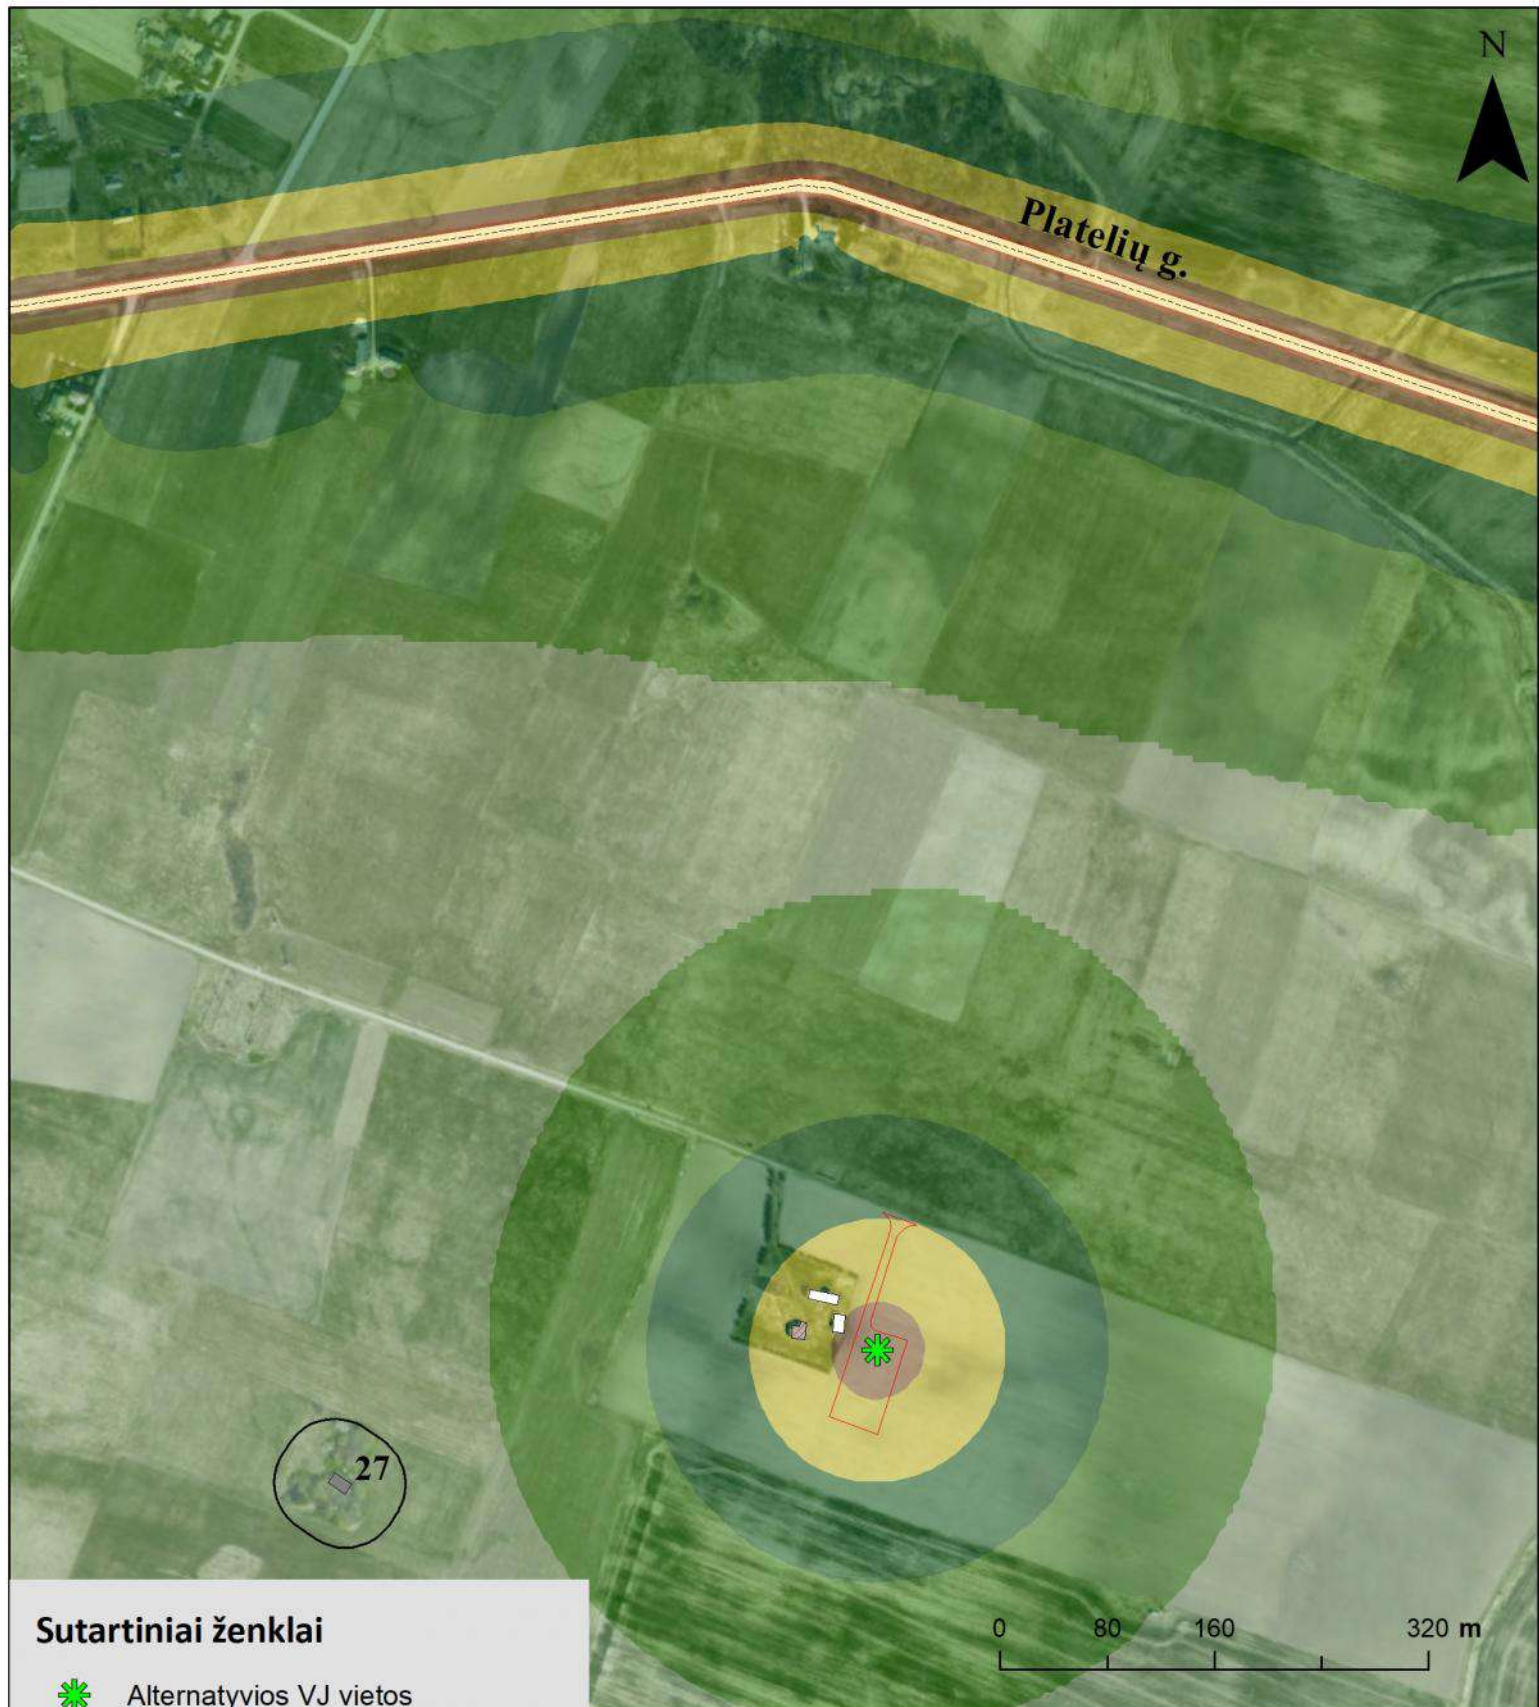 N
Platelių g.
27
Sutartiniai ženklai
0 80 160 320 m
Alternatyvios VJ vietos